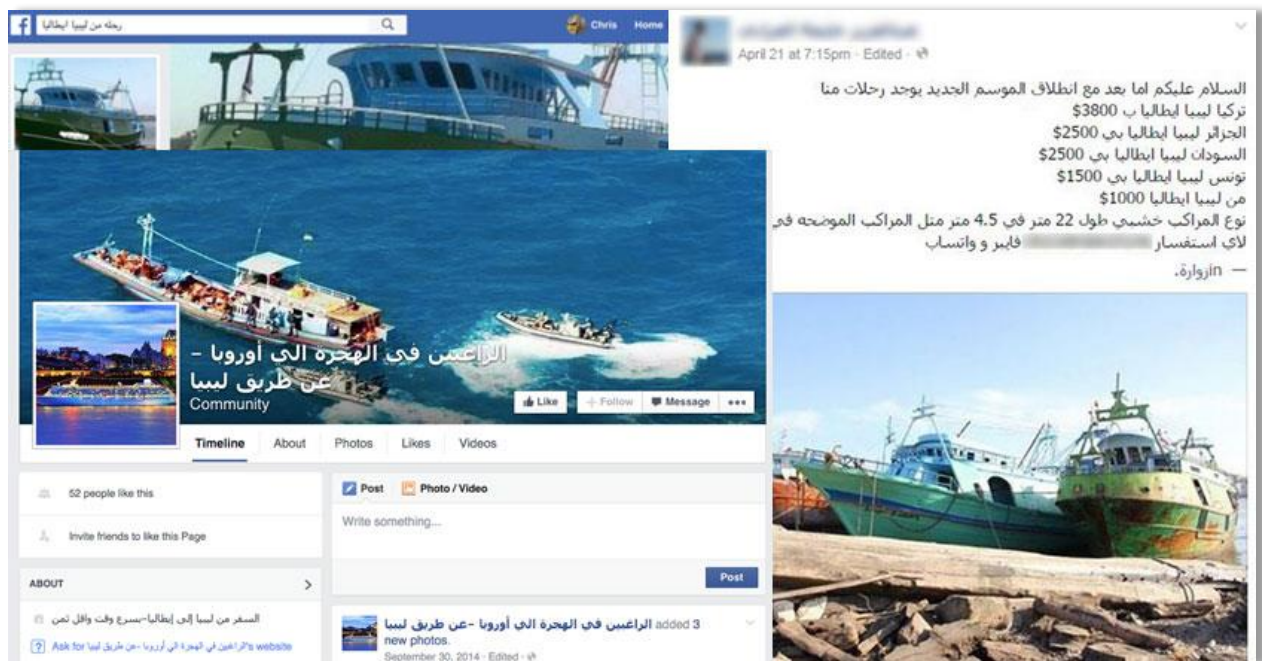 رحله من ليبيا ايطاليا
Chris Home
April 21 at 7:15pm · Edited
السلام عليكم اما بعد مع انطلاق الموسم الجديد يوجد رحلات منا
تركيا ليبيا ايطاليا ب 3800$
الجزائر ليبيا ايطاليا بي 2500$
السودات ليبيا ايطاليا بي 2500$
تونس ليبيا ايطاليا بي 1500$
من ليبيا ايطاليا 1000$
نوع المراكب خشبي طول 22 متر في 4.5 متر متل المراكب الموضحه في
لاي استفسار فايبر و واتساب
— inزوارة.
الراغبين في الهجرة الي أوروبا –
عن طريق ليبيا
Community
Like Follow Message
Timeline About Photos Likes Videos
52 people like this
Invite friends to like this Page
ABOUT
السفر من ليبيا إلى إيطاليا-بسرع وقت واقل ثمن
Ask for الراغبين في الهجرة الي أوروبا -عن طريق ليبيا's website
Post Photo / Video
Write something...
Post
الراغبين في الهجرة الي أوروبا -عن طريق ليبيا added 3
new photos.
September 30, 2014 · Edited